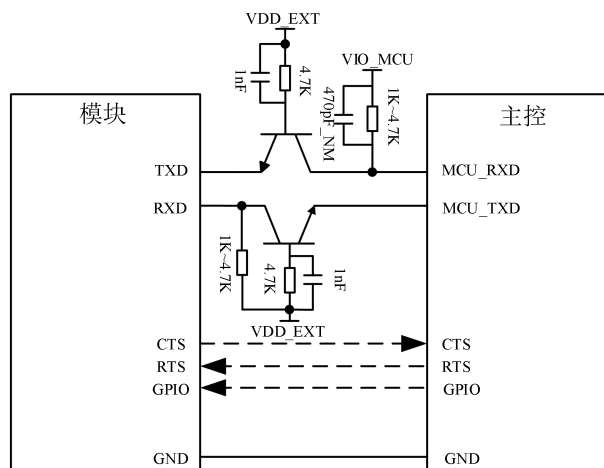 VDD_EXT
1nF
4.7K
VIO_MCU
470pF_NM
1K~4.7K
模块
主控
TXD
MCU_RXD
RXD
MCU_TXD
1K~4.7K
4.7K
1nF
VDD_EXT
CTS
CTS
RTS
RTS
GPIO
GPIO
GND
GND